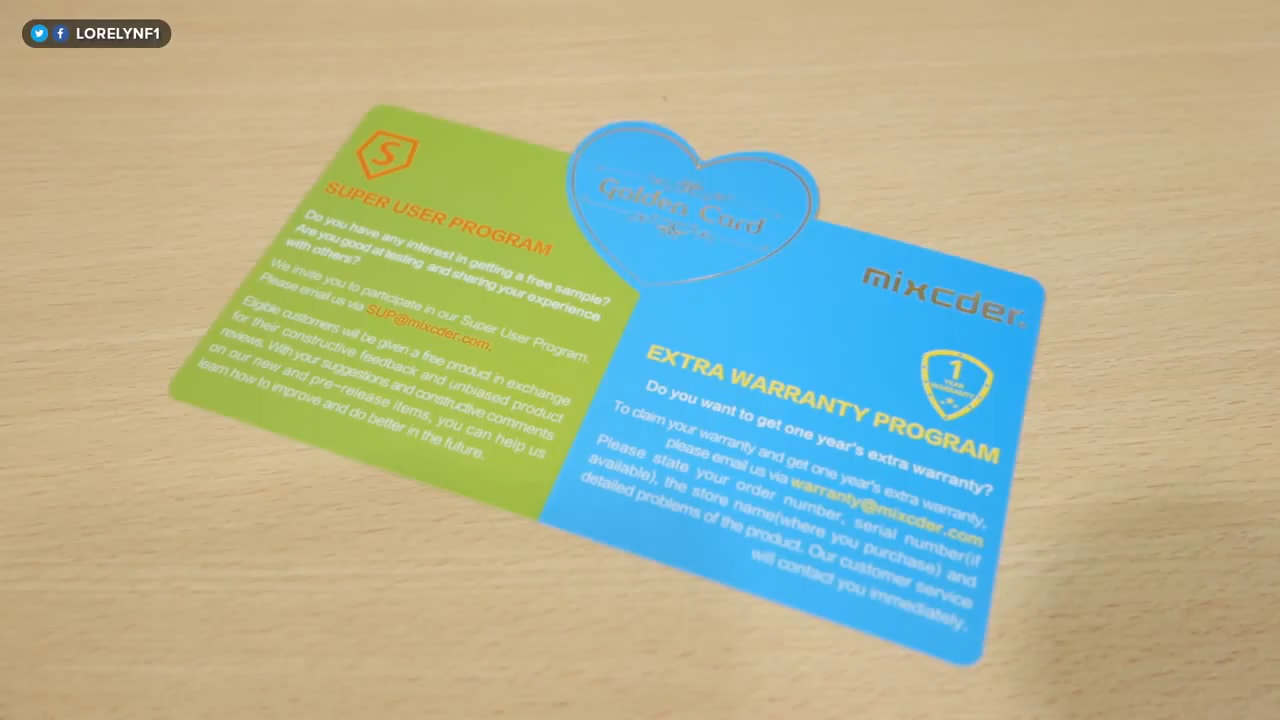 LORELYNF1
S
SUPER USER PROGRAM
Do you have any interest in getting a free sample?
Are you good at testing and sharing your experience
with others?
We invite you to participate in our Super User Program.
Please email us via SUP@mixcder.com.
Eligible customers will be given a free product in exchange
for their constructive feedback and unbiased product
reviews. With your suggestions and constructive comments
on our new and pre-release items, you can help us
learn how to improve and do better in the future.
Golden Card
mixcder.
1
YEAR
WARRANTY
EXTRA WARRANTY PROGRAM
Do you want to get one year's extra warranty?
To claim your warranty and get one year's extra warranty,
please email us via warranty@mixcder.com
Please state your order number, serial number(if
available), the store name(where you purchase) and
detailed problems of the product. Our customer service
will contact you immediately.